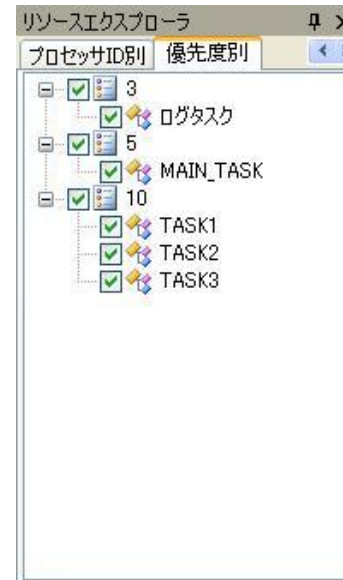 リソースエクスプローラ
プロセッサID別 優先度別
3
ログタスク
5
MAIN_TASK
10
TASK1
TASK2
TASK3